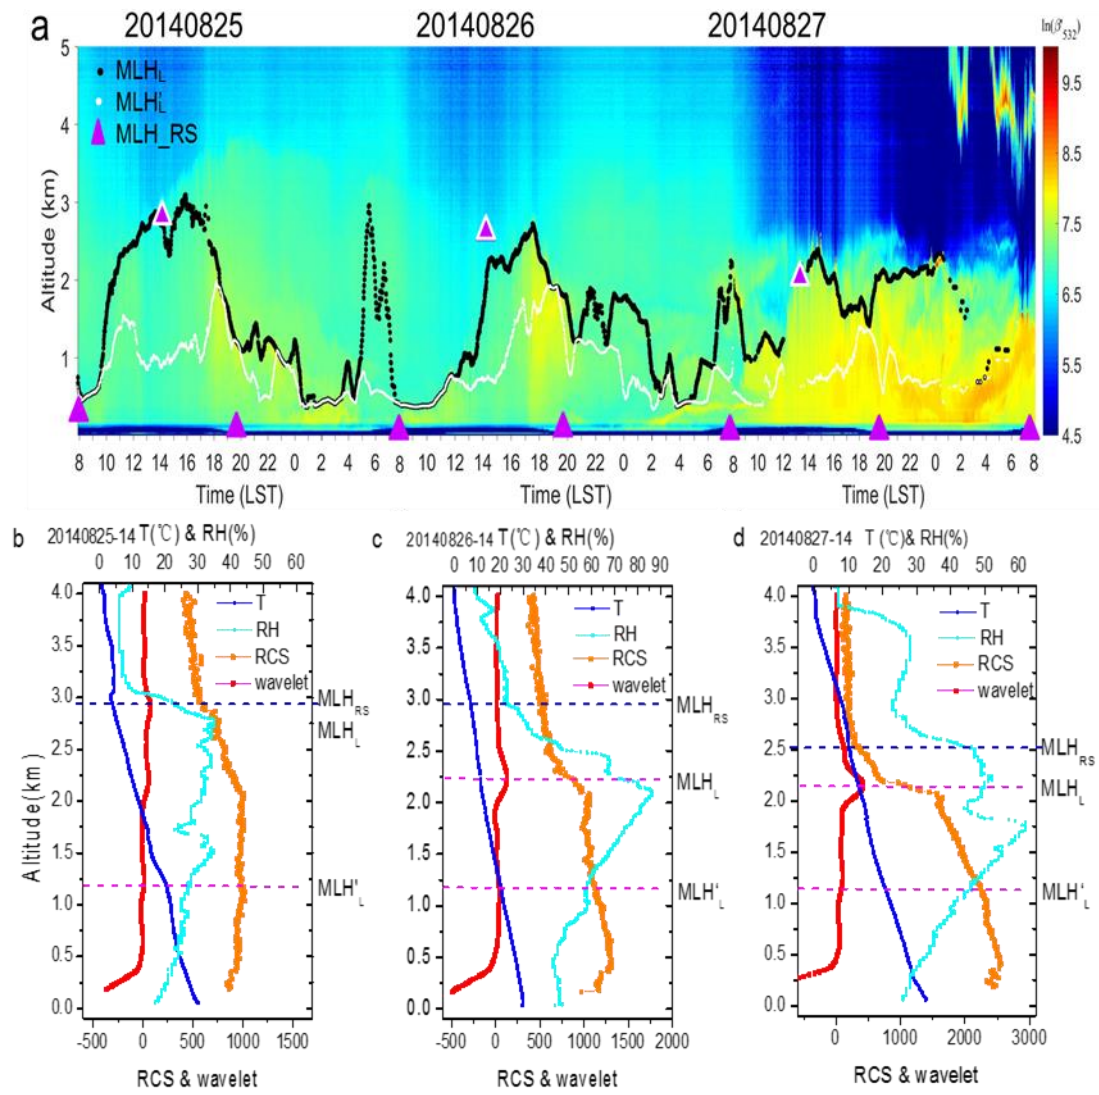 a
20140825 20140826 20140827
ln(β'532)
MLHL
MLH'L
MLH_RS
5
4
3
2
1
Altitude (km)
9.5
8.5
7.5
6.5
5.5
4.5
8 10 12 14 16 18 20 22 0 2 4 6 8 10 12 14 16 18 20 22 0 2 4 6 8 10 12 14 16 18 20 22 0 2 4 6 8
Time (LST) Time (LST) Time (LST)
b 20140825-14 T(℃) & RH(%)
0 10 20 30 40 50 60
4.0
3.5
3.0
2.5
2.0
1.5
1.0
0.5
0.0
Altitude(km)
T
RH
RCS
wavelet
MLHRS
MLHL
MLH'L
-500 0 500 1000 1500
RCS & wavelet
c 20140826-14 T(℃) & RH(%)
0 10 20 30 40 50 60 70 80 90
4.0
3.5
3.0
2.5
2.0
1.5
1.0
0.5
0.0
T
RH
RCS
wavelet
MLHRS
MLHL
MLH'L
-500 0 500 1000 1500 2000
RCS & wavelet
d 20140827-14 T (℃)& RH(%)
0 10 20 30 40 50 60
4.0
3.5
3.0
2.5
2.0
1.5
1.0
0.5
0.0
T
RH
RCS
wavelet
MLHRS
MLHL
MLH'L
0 1000 2000 3000
RCS & wavelet